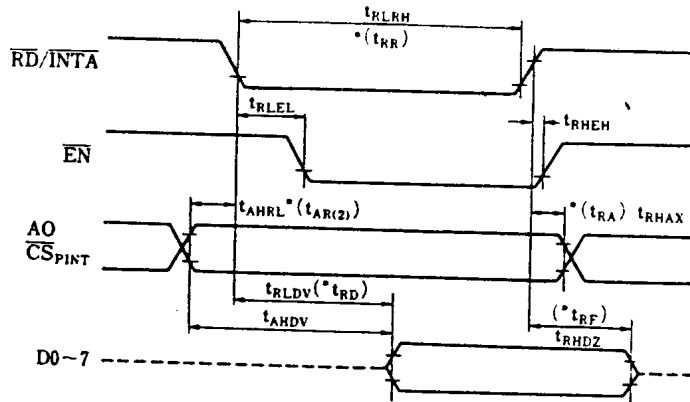 tRLRH
*(tRR)
RD/INTA
tRLEL
tRHEH
EN
tAHRL*(tAR(2))
*(tRA) tRHAX
AO
CSPINT
tRLDV(*tRD)
(*tRF)
tAHDV
tRHDZ
D0~7